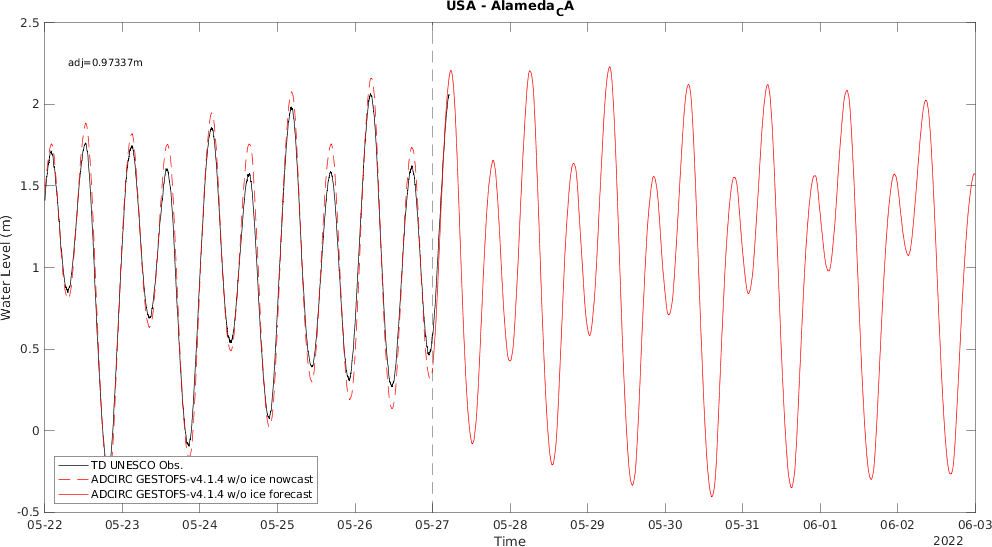 USA - Alameda_CA
adj=0.97337m
Water Level (m)
2.5
2
1.5
1
0.5
0
-0.5
TD UNESCO Obs.
ADCIRC GESTOFS-v4.1.4 w/o ice nowcast
ADCIRC GESTOFS-v4.1.4 w/o ice forecast
05-22 05-23 05-24 05-25 05-26 05-27 05-28 05-29 05-30 05-31 06-01 06-02 06-03
Time
2022